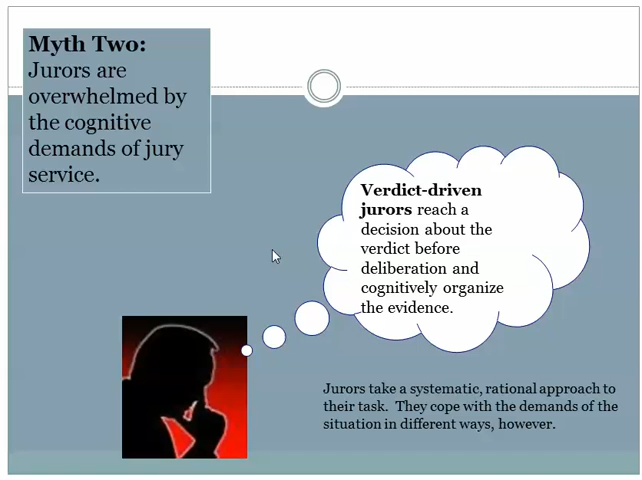 Myth Two:
Jurors are
overwhelmed by
the cognitive
demands of jury
service.
Verdict-driven
jurors reach a
decision about the
verdict before
deliberation and
cognitively organize
the evidence.
Jurors take a systematic, rational approach to
their task. They cope with the demands of the
situation in different ways, however.